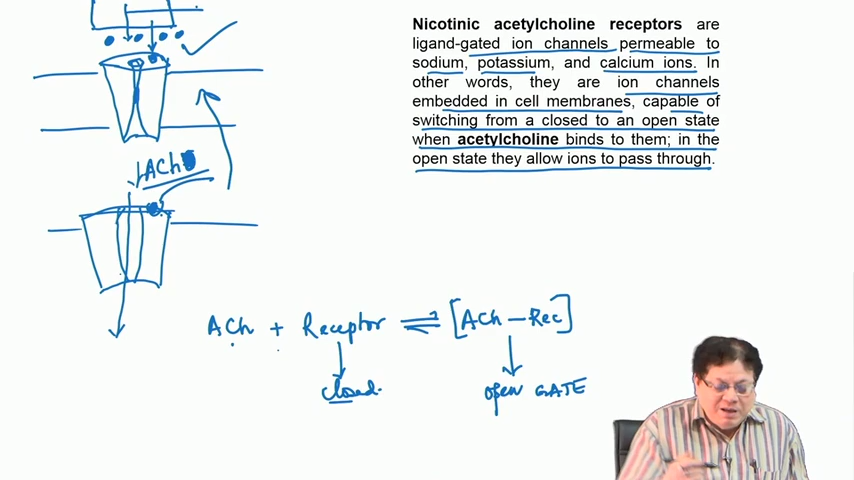 Nicotinic acetylcholine receptors are
ligand-gated ion channels permeable to
sodium, potassium, and calcium ions. In
other words, they are ion channels
embedded in cell membranes, capable of
switching from a closed to an open state
when acetylcholine binds to them; in the
open state they allow ions to pass through.
ACh
ACh + Receptor ⇌ [ACh – Rec]
closed. open GATE